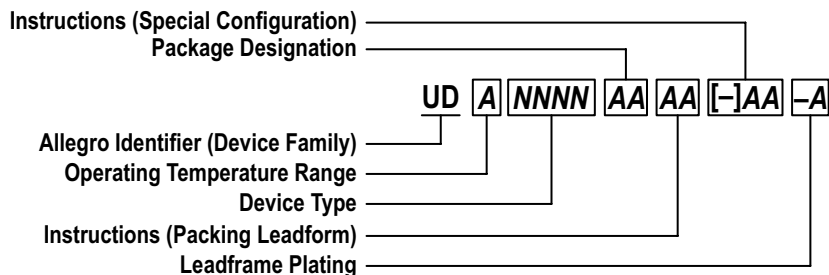 Instructions (Special Configuration)
Package Designation
UD A NNNN AA AA [–]AA –A
Allegro Identifier (Device Family)
Operating Temperature Range
Device Type
Instructions (Packing Leadform)
Leadframe Plating